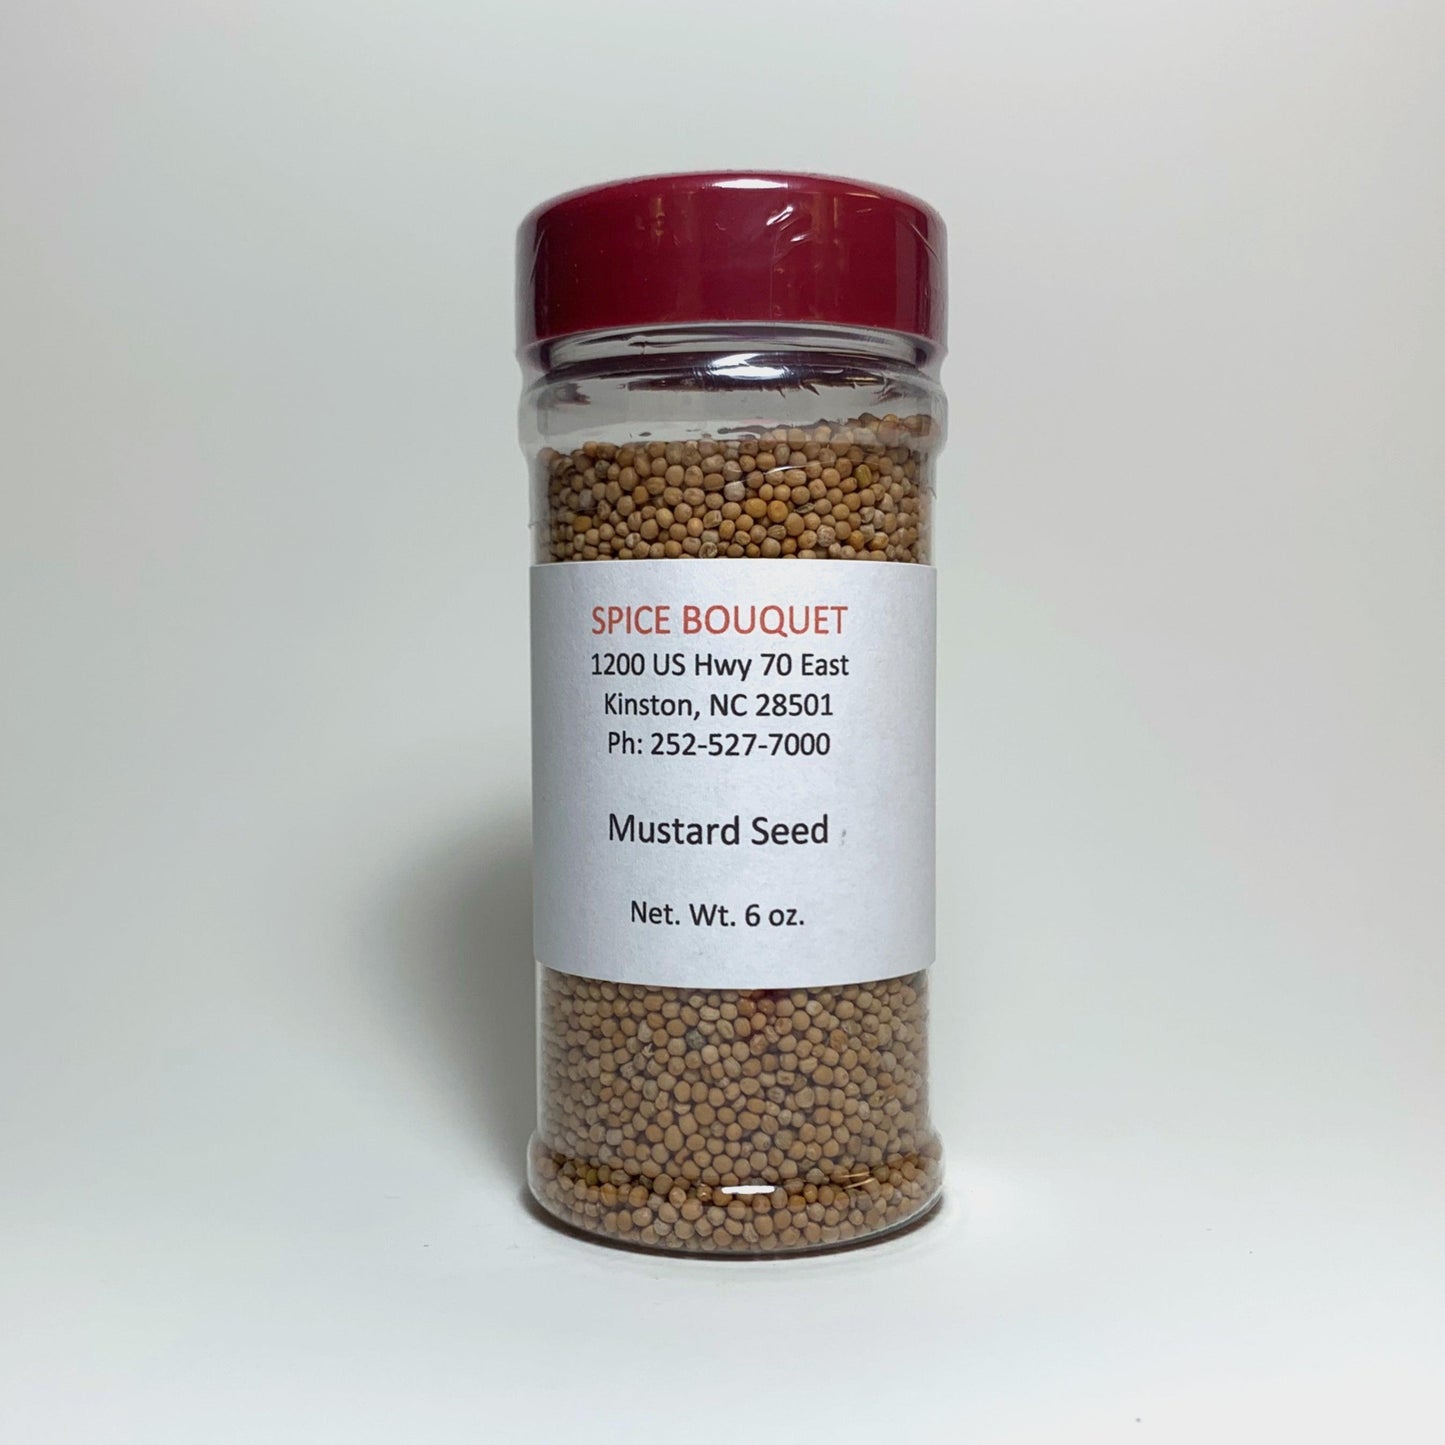 SPICE BOUQUET
1200 US Hwy 70 East
Kinston, NC 28501
Ph: 252-527-7000
Mustard Seed
Net. Wt. 6 oz.